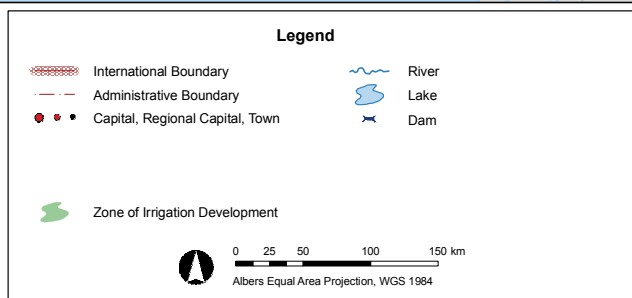 Legend
International Boundary
Administrative Boundary
Capital, Regional Capital, Town
River
Lake
Dam
Zone of Irrigation Development
0 25 50 100 150 km
Albers Equal Area Projection, WGS 1984